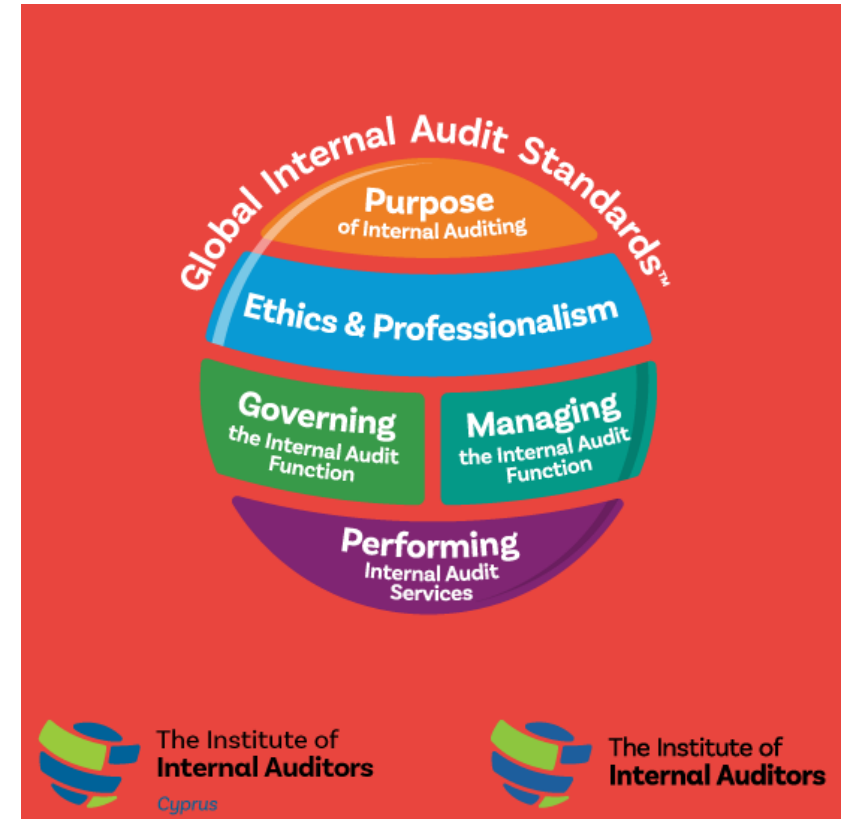 Global Internal Audit Standards™
Purpose
of Internal Auditing
Ethics & Professionalism
Governing
the Internal Audit
Function
Managing
the Internal Audit
Function
Performing
Internal Audit
Services
The Institute of
Internal Auditors
Cyprus
The Institute of
Internal Auditors